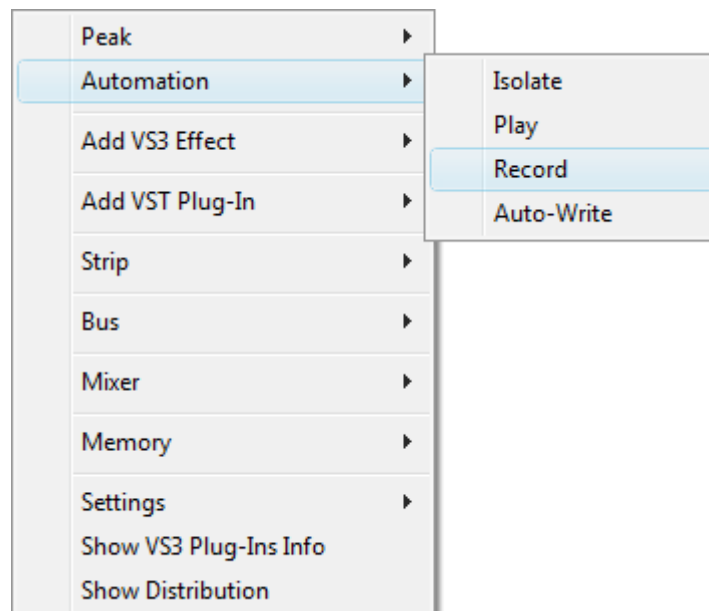 Peak
Automation
Isolate
Play
Record
Auto-Write
Add VS3 Effect
Add VST Plug-In
Strip
Bus
Mixer
Memory
Settings
Show VS3 Plug-Ins Info
Show Distribution